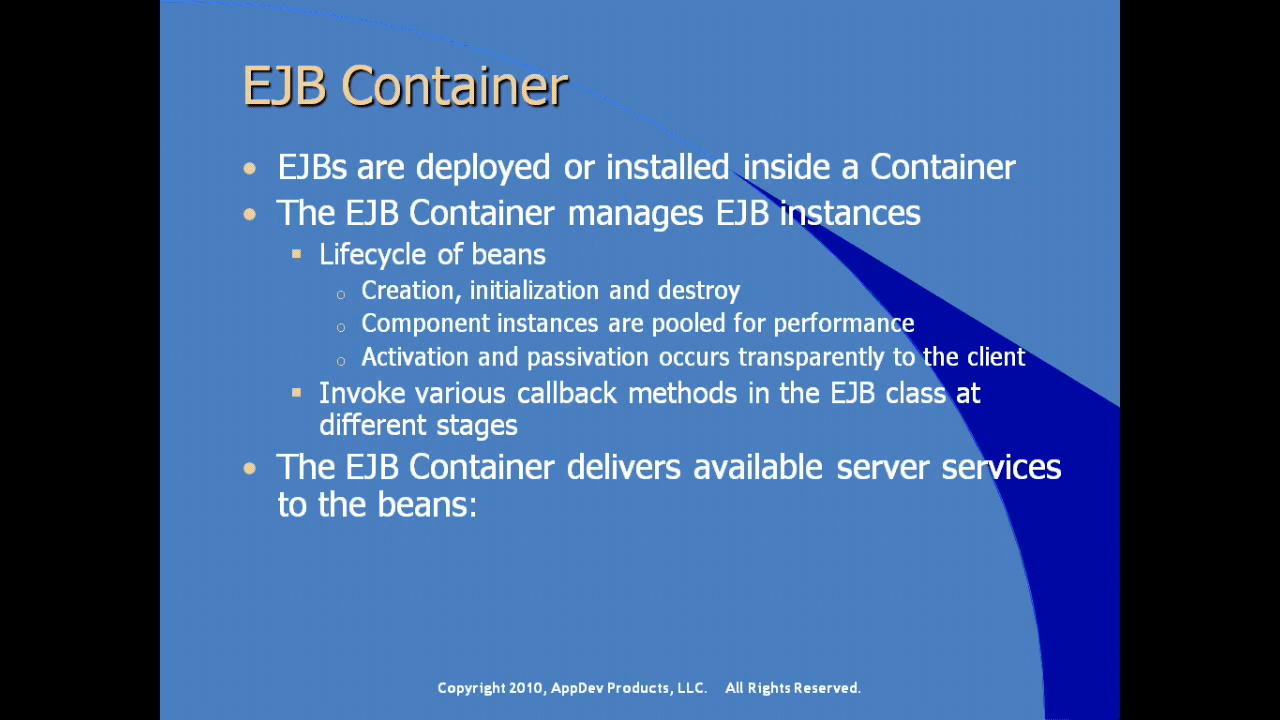 EJB Container
• EJBs are deployed or installed inside a Container
• The EJB Container manages EJB instances
▪ Lifecycle of beans
o Creation, initialization and destroy
o Component instances are pooled for performance
o Activation and passivation occurs transparently to the client
▪ Invoke various callback methods in the EJB class at
different stages
• The EJB Container delivers available server services
to the beans:
Copyright 2010, AppDev Products, LLC. All Rights Reserved.